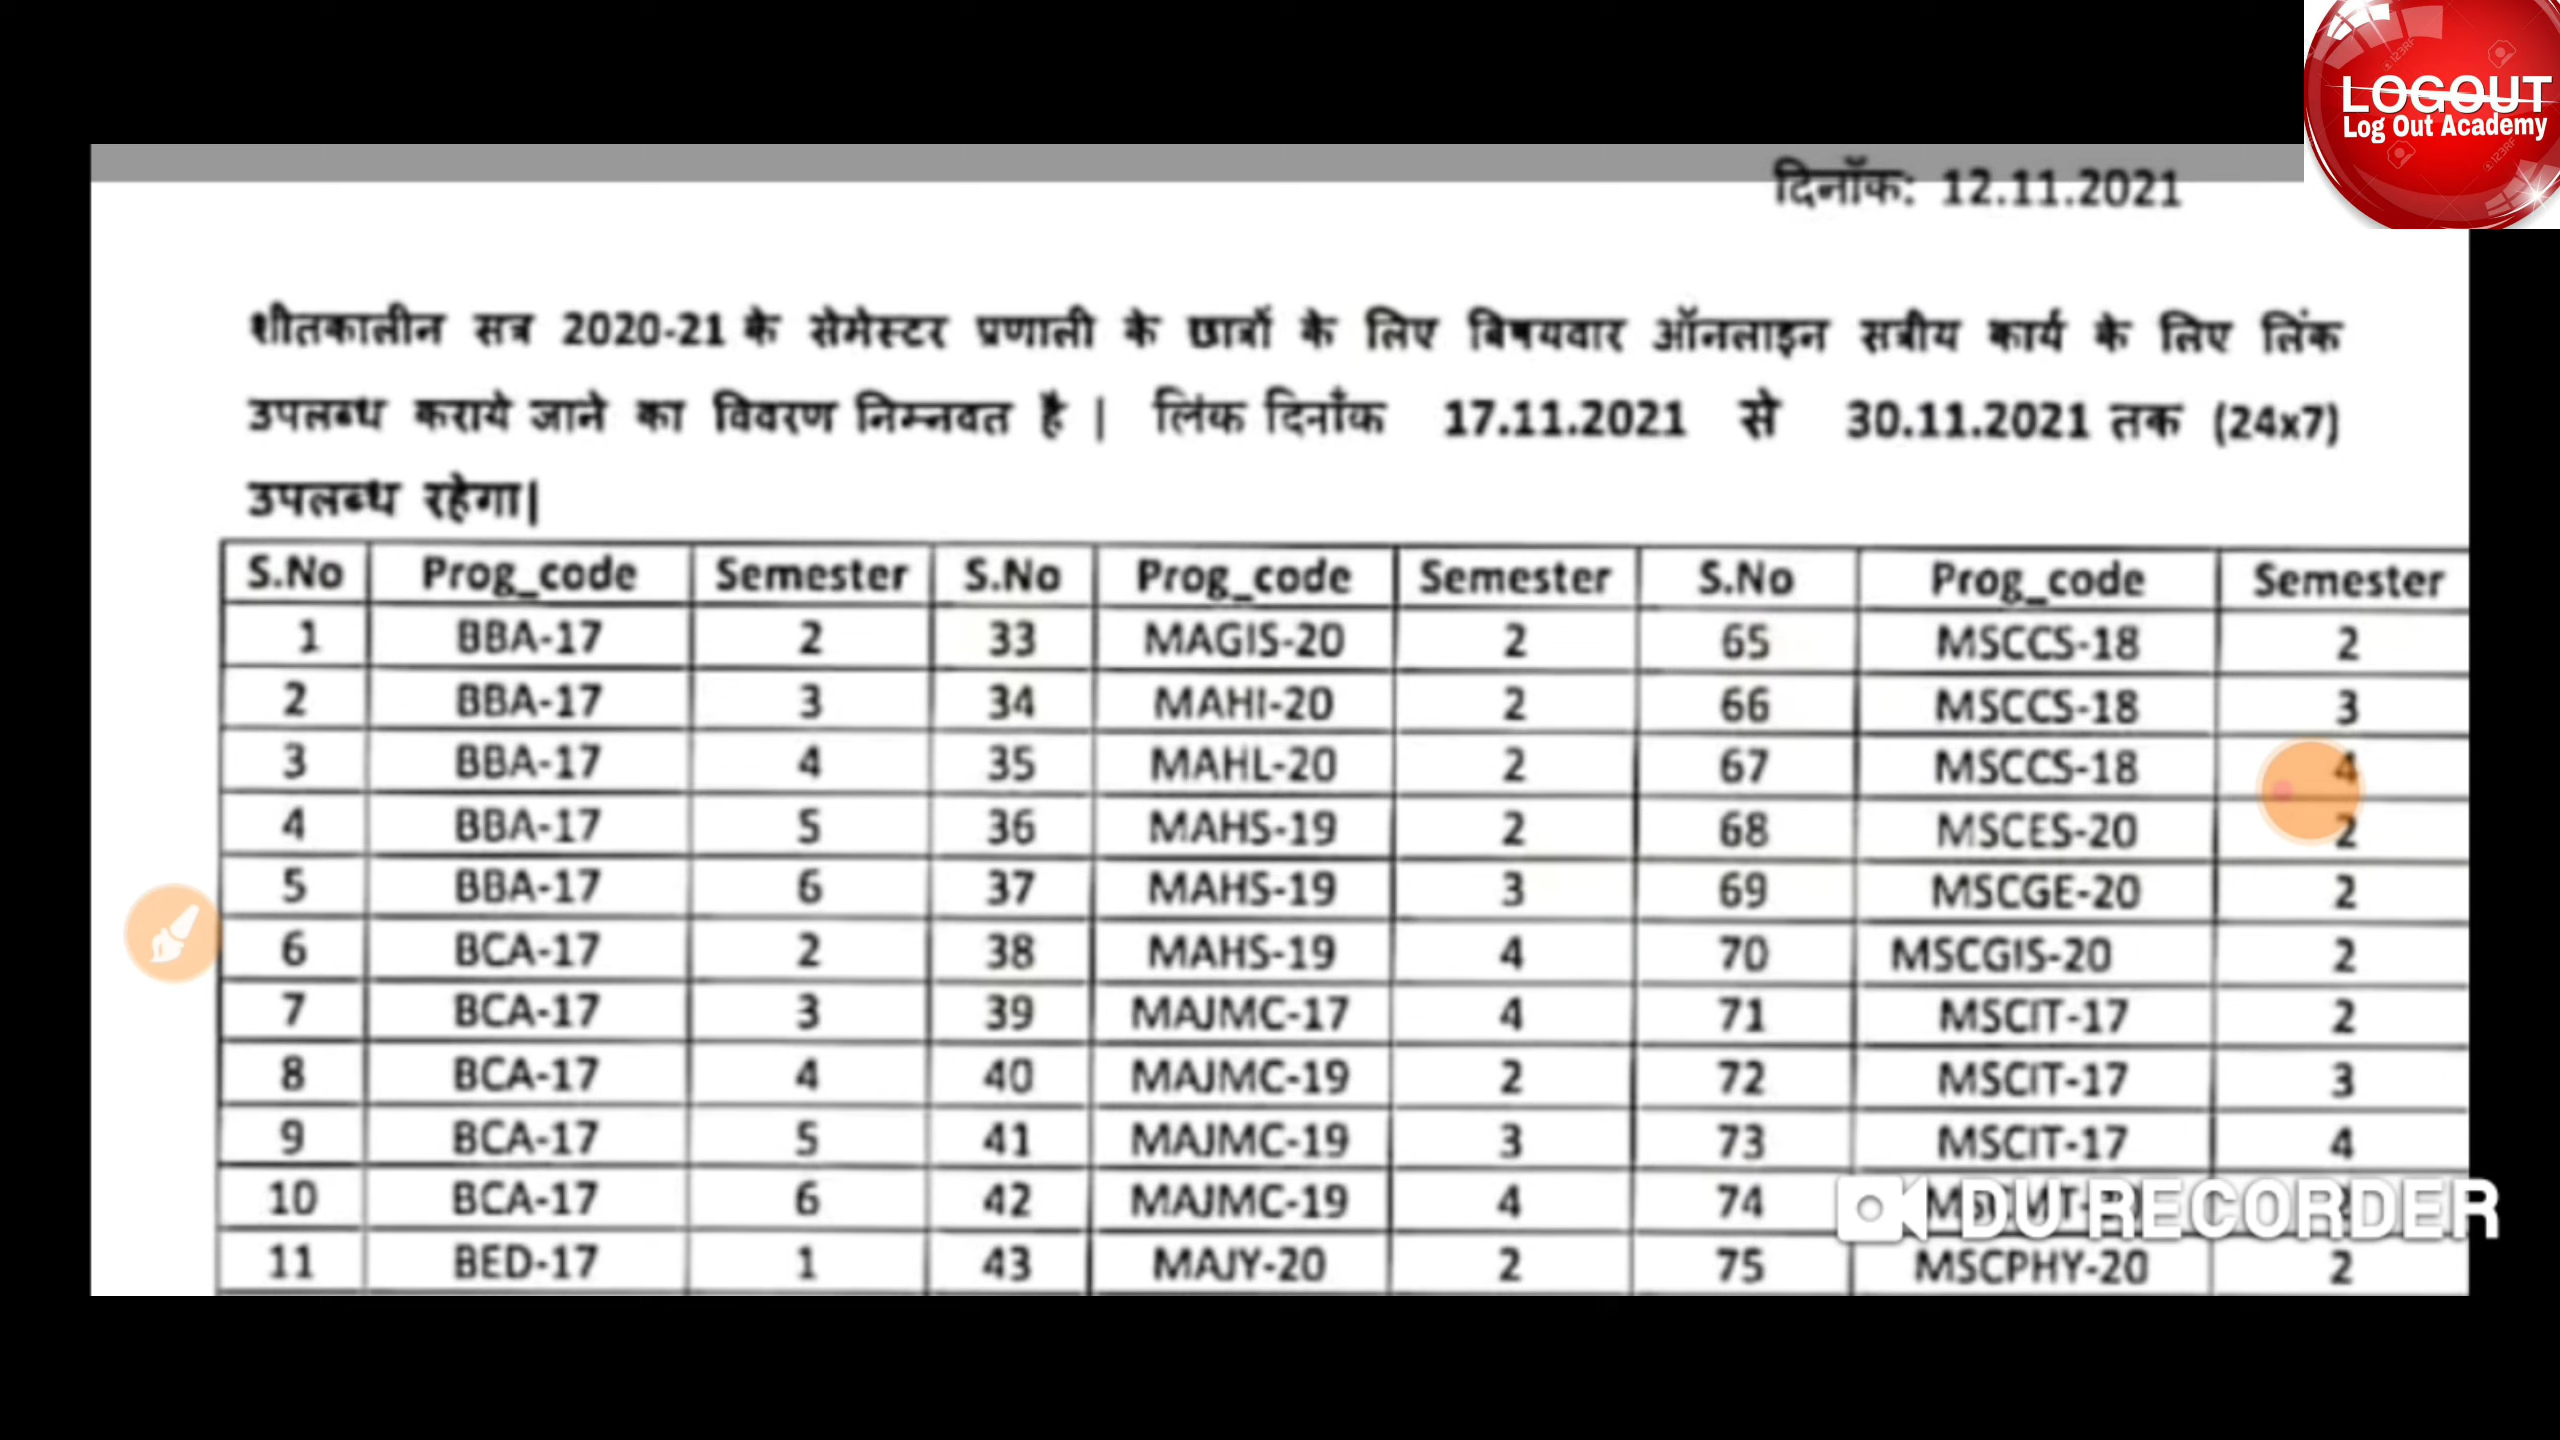 LOGOUT
Log Out Academy
दिनॉक: 12.11.2021
शीतकालीन सत्र 2020-21 के सेमेस्टर प्रणाली के छात्रों के लिए बिषयवार ऑनलाइन सत्रीय कार्य के लिए लिंक
उपलब्ध कराये जाने का विवरण निम्नवत है | लिंक दिनाँक 17.11.2021 से 30.11.2021 तक (24x7)
उपलब्ध रहेगा|
S.No Prog_code Semester S.No Prog_code Semester S.No Prog_code Semester
1 BBA-17 2 33 MAGIS-20 2 65 MSCCS-18 2
2 BBA-17 3 34 MAHI-20 2 66 MSCCS-18 3
3 BBA-17 4 35 MAHL-20 2 67 MSCCS-18 4
4 BBA-17 5 36 MAHS-19 2 68 MSCES-20 2
5 BBA-17 6 37 MAHS-19 3 69 MSCGE-20 2
6 BCA-17 2 38 MAHS-19 4 70 MSCGIS-20 2
7 BCA-17 3 39 MAJMC-17 4 71 MSCIT-17 2
8 BCA-17 4 40 MAJMC-19 2 72 MSCIT-17 3
9 BCA-17 5 41 MAJMC-19 3 73 MSCIT-17 4
10 BCA-17 6 42 MAJMC-19 4 74
DU RECORDER
11 BED-17 1 43 MAJY-20 2 75 MSCPHY-20 2